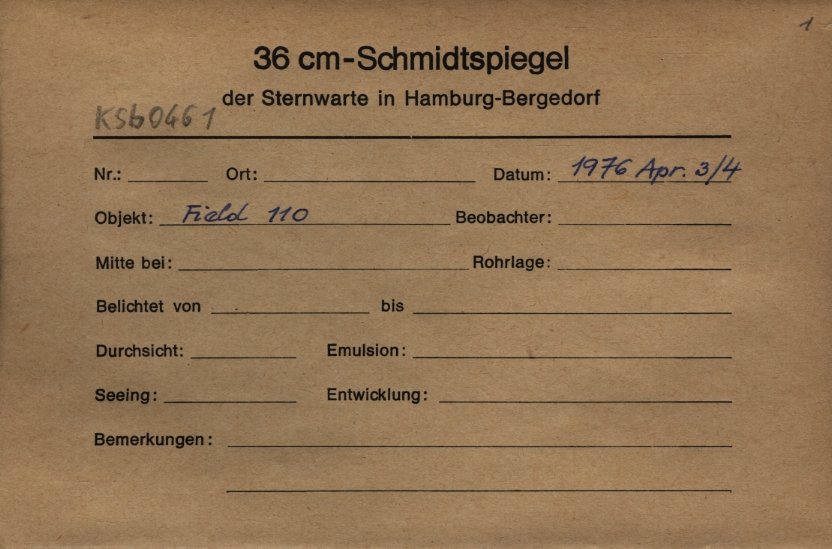 1
36 cm-Schmidtspiegel
der Sternwarte in Hamburg-Bergedorf
KSb0461
Nr.: Ort: Datum: 1976 Apr. 3/4
Objekt: Field 110 Beobachter:
Mitte bei: Rohrlage:
Belichtet von bis
Durchsicht: Emulsion:
Seeing: Entwicklung:
Bemerkungen: